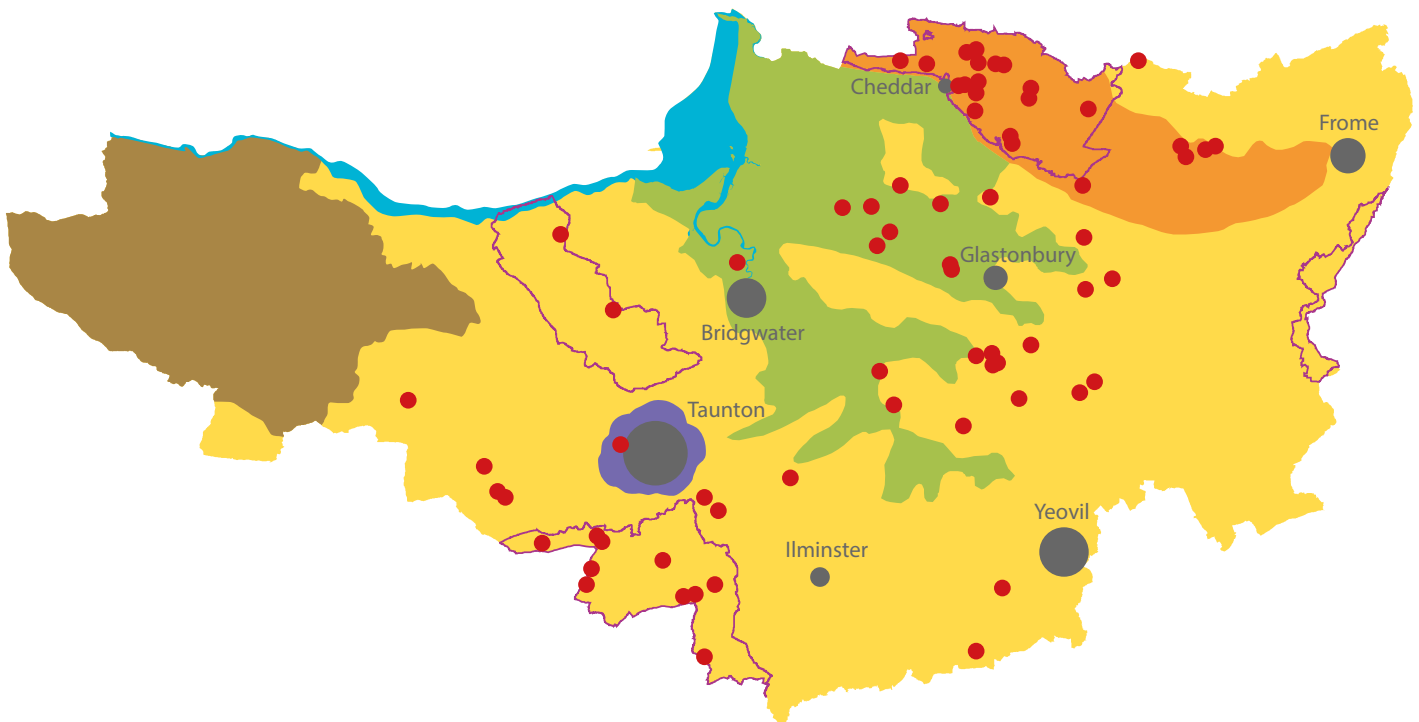 Cheddar
Frome
Glastonbury
Bridgwater
Taunton
Yeovil
Ilminster